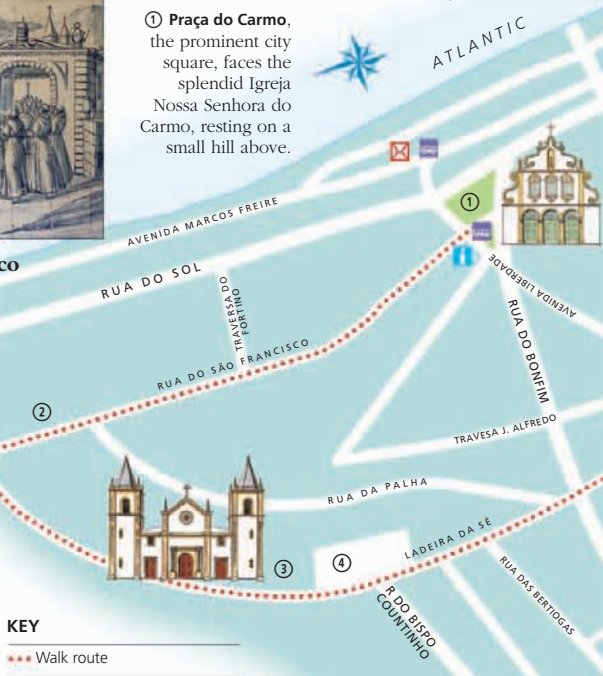 ① Praça do Carmo,
the prominent city
square, faces the
splendid Igreja
Nossa Senhora do
Carmo, resting on a
small hill above.
ATLANTIC
①
AVENIDA MARCOS FREIRE
co
RUA DO SOL
TRAVERSA DO
FORTINO
i
AVENIDA LIBERDADE
RUA DO BONFIM
RUA DO SÃO FRANCISCO
②
TRAVESA J. ALFREDO
RUA DA PALHA
LADEIRA DA SÉ
③
④
R DO BISPO
COUNTINHO
RUA DAS BERTIOGAS
KEY
Walk route